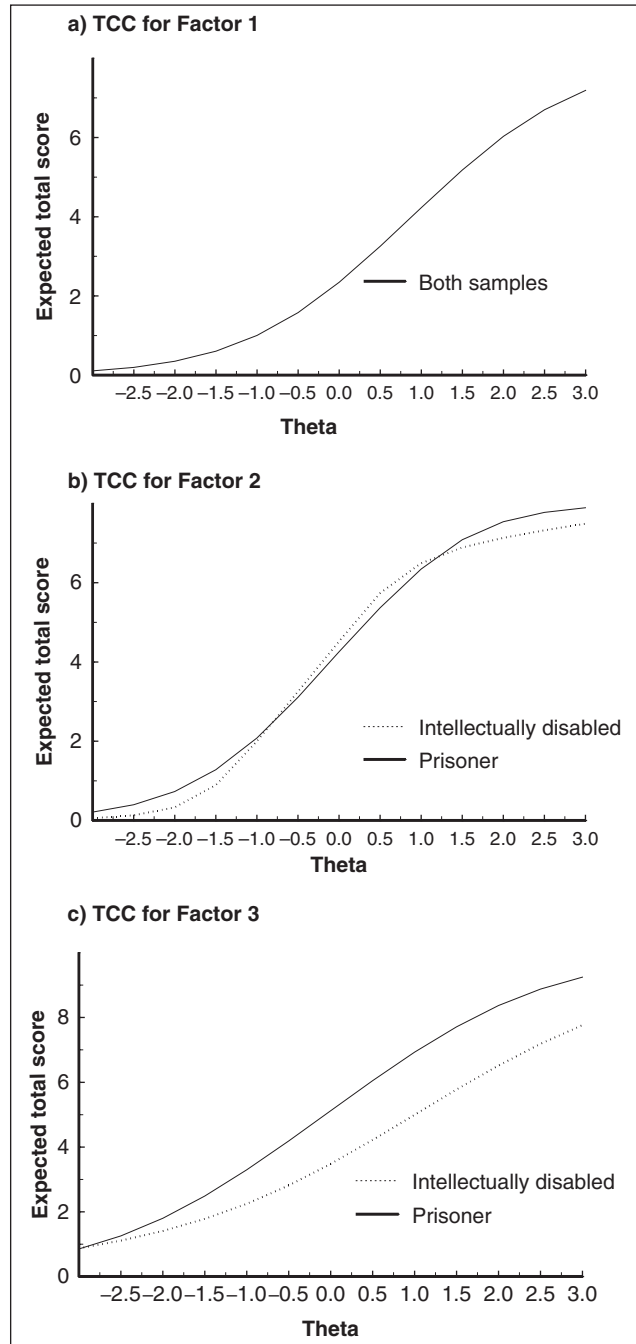 a) TCC for Factor 1
Expected total score
6
4
2
0
Both samples
−2.5 −2.0 −1.5 −1.0 −0.5 0.0 0.5 1.0 1.5 2.0 2.5 3.0
Theta
b) TCC for Factor 2
Expected total score
6
4
2
0
Intellectually disabled
Prisoner
−2.5 −2.0 −1.5 −1.0 −0.5 0.0 0.5 1.0 1.5 2.0 2.5 3.0
Theta
c) TCC for Factor 3
Expected total score
8
6
4
2
0
Intellectually disabled
Prisoner
−2.5 −2.0 −1.5 −1.0 −0.5 0.0 0.5 1.0 1.5 2.0 2.5 3.0
Theta